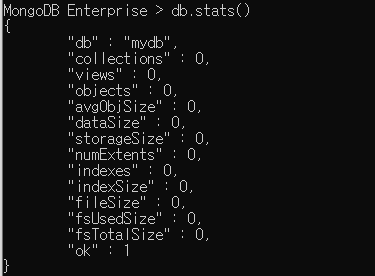 MongoDB Enterprise > db.stats()
{
        "db" : "mydb",
        "collections" : 0,
        "views" : 0,
        "objects" : 0,
        "avgObjSize" : 0,
        "dataSize" : 0,
        "storageSize" : 0,
        "numExtents" : 0,
        "indexes" : 0,
        "indexSize" : 0,
        "fileSize" : 0,
        "fsUsedSize" : 0,
        "fsTotalSize" : 0,
        "ok" : 1
}